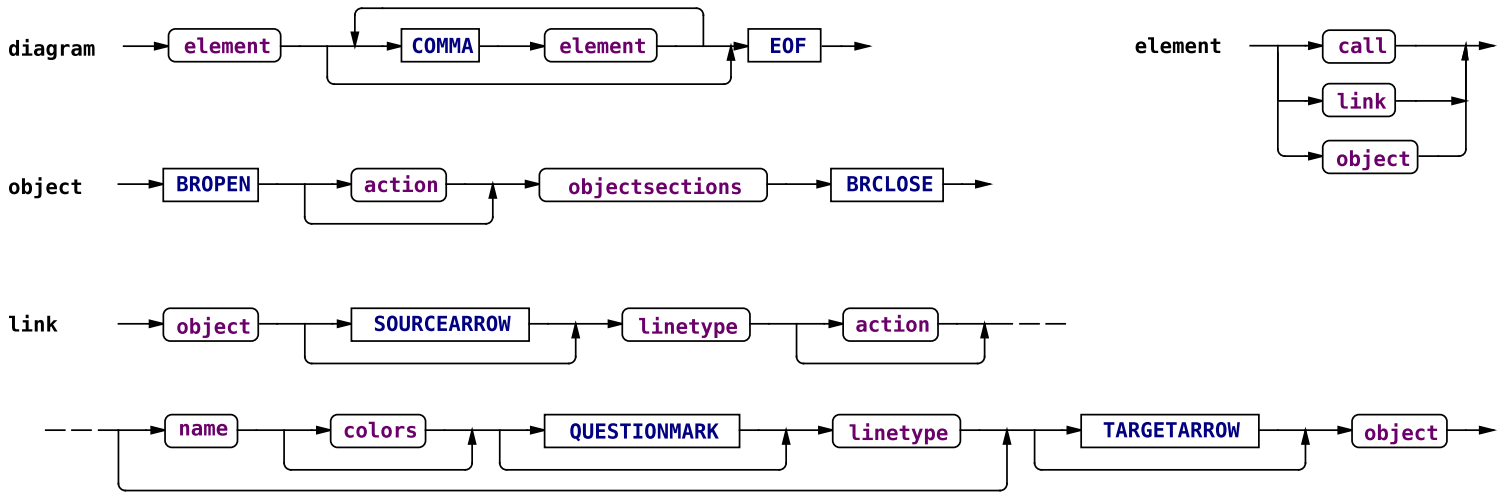 diagram element COMMA element EOF
element call
link
object
object BROPEN action objectsections BRCLOSE
link object SOURCEARROW linetype action
name colors QUESTIONMARK linetype TARGETARROW object